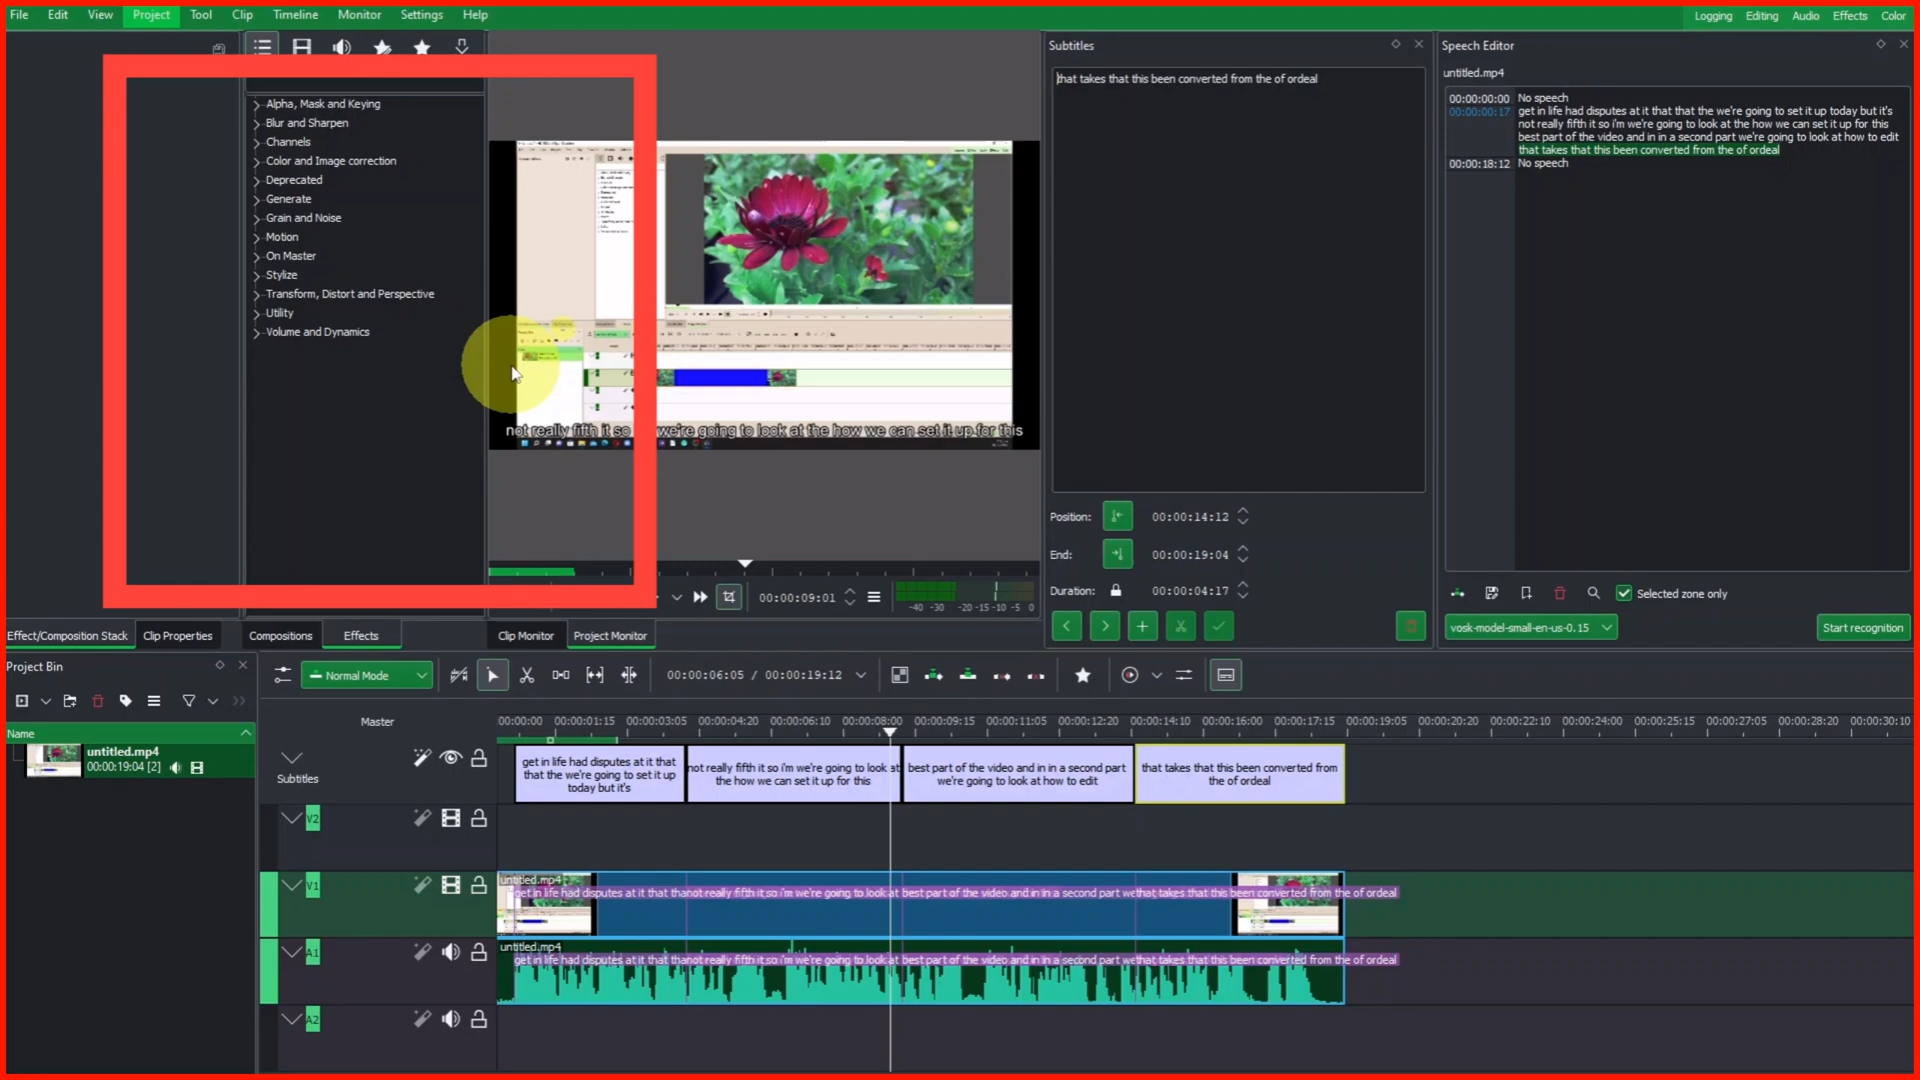 File Edit View Project Tool Clip Timeline Monitor Settings Help
Logging Editing Audio Effects Color
Alpha, Mask and Keying
Blur and Sharpen
Channels
Color and Image correction
Deprecated
Generate
Grain and Noise
Motion
On Master
Stylize
Transform, Distort and Perspective
Utility
Volume and Dynamics
not really fifth it so we're going to look at the how we can set it up for this
00:00:09:01
-40 -30 -20 -15 -10 -5 0
Subtitles
that takes that this been converted from the of ordeal
Position: 00:00:14:12
End: 00:00:19:04
Duration: 00:00:04:17
Speech Editor
untitled.mp4
00:00:00:00 No speech
00:00:00:17 get in life had disputes at it that that the we're going to set it up today but it's
not really fifth it so i'm we're going to look at the how we can set it up for this
best part of the video and in in a second part we're going to look at how to edit
that takes that this been converted from the of ordeal
00:00:18:12 No speech
Selected zone only
vosk-model-small-en-us-0.15
Start recognition
Effect/Composition Stack Clip Properties Compositions Effects Clip Monitor Project Monitor
Project Bin
Name
untitled.mp4
00:00:19:04 [2]
Normal Mode
00:00:06:05 / 00:00:19:12
Master
00:00:00:00 00:00:01:15 00:00:03:05 00:00:04:20 00:00:06:10 00:00:08:00 00:00:09:15 00:00:11:05 00:00:12:20 00:00:14:10 00:00:16:00 00:00:17:15 00:00:19:05 00:00:20:20 00:00:22:10 00:00:24:00 00:00:25:15 00:00:27:05 00:00:28:20 00:00:30:10
Subtitles
get in life had disputes at it that
that the we're going to set it up
today but it's
not really fifth it so i'm we're going to look at
the how we can set it up for this
best part of the video and in in a second part
we're going to look at how to edit
that takes that this been converted from
the of ordeal
V2
V1
untitled.mp4
get in life had disputes at it that tha not really fifth it so i'm we're going to look at best part of the video and in in a second part we that takes that this been converted from the of ordeal
A1
untitled.mp4
get in life had disputes at it that tha not really fifth it so i'm we're going to look at best part of the video and in in a second part we that takes that this been converted from the of ordeal
A2